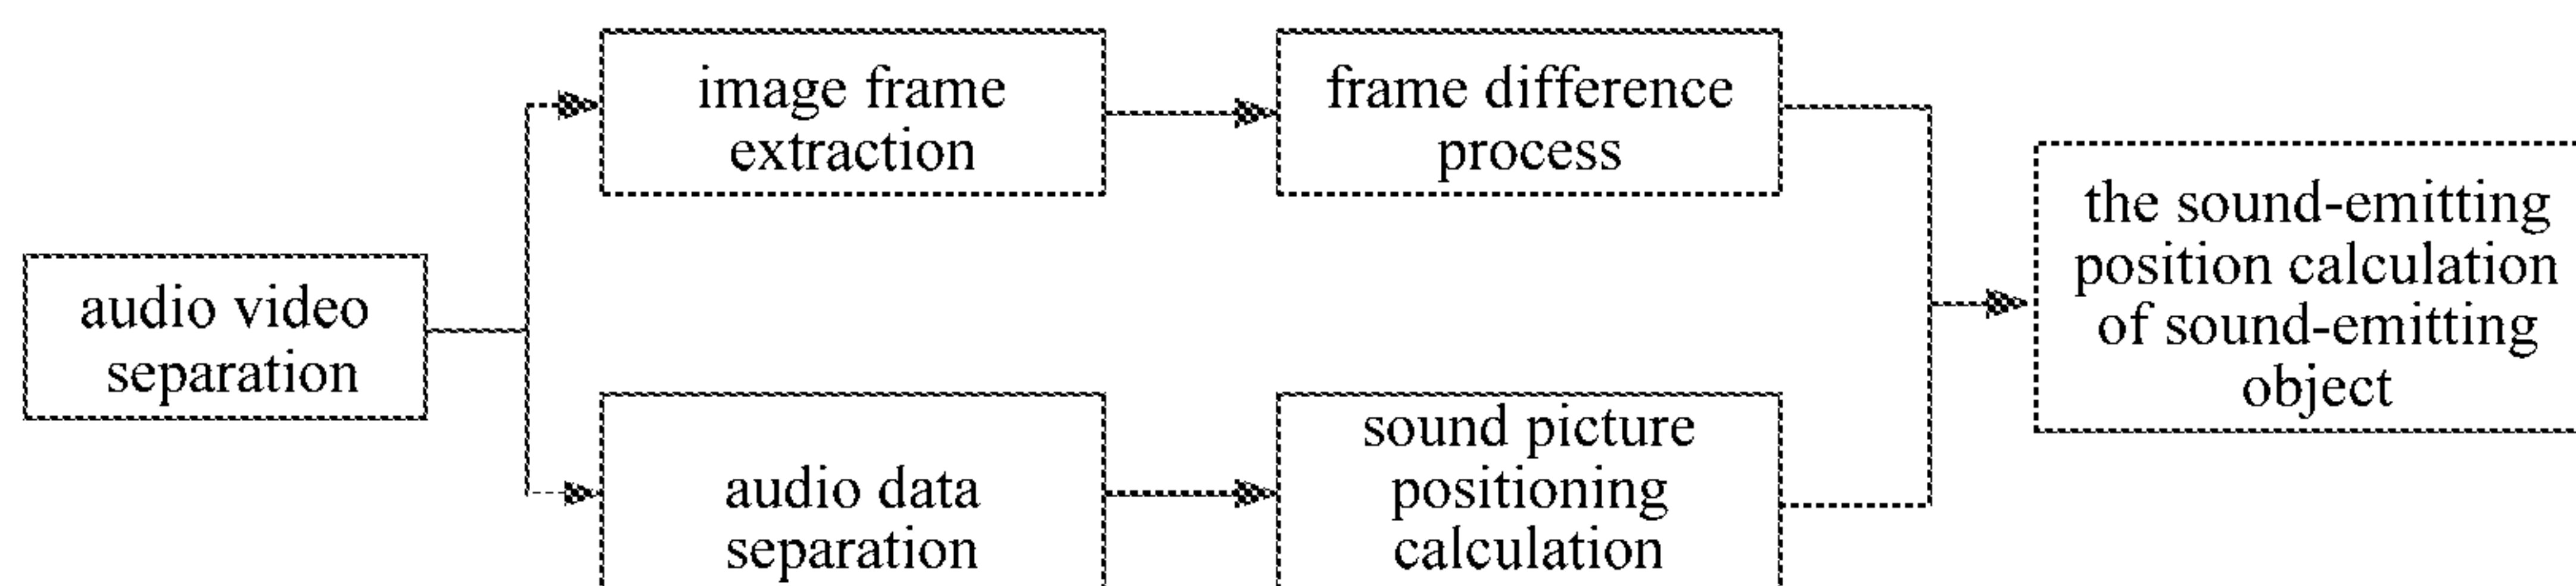 audio video
separation
image frame
extraction
frame difference
process
audio data
separation
sound picture
positioning
calculation
the sound-emitting
position calculation
of sound-emitting
object